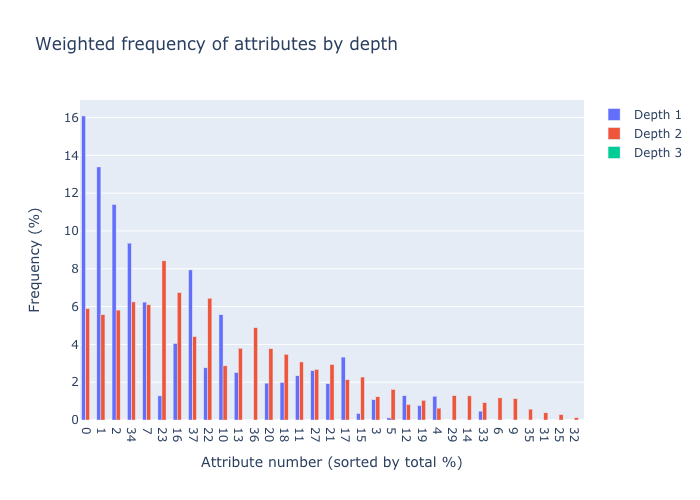 Weighted frequency of attributes by depth
Depth 1
Depth 2
Depth 3
Frequency (%)
16
14
12
10
8
6
4
2
0
0 1 2 34 7 23 16 37 22 10 13 36 20 18 11 27 21 17 15 3 5 12 19 4 29 14 33 6 9 35 31 25 32
Attribute number (sorted by total %)